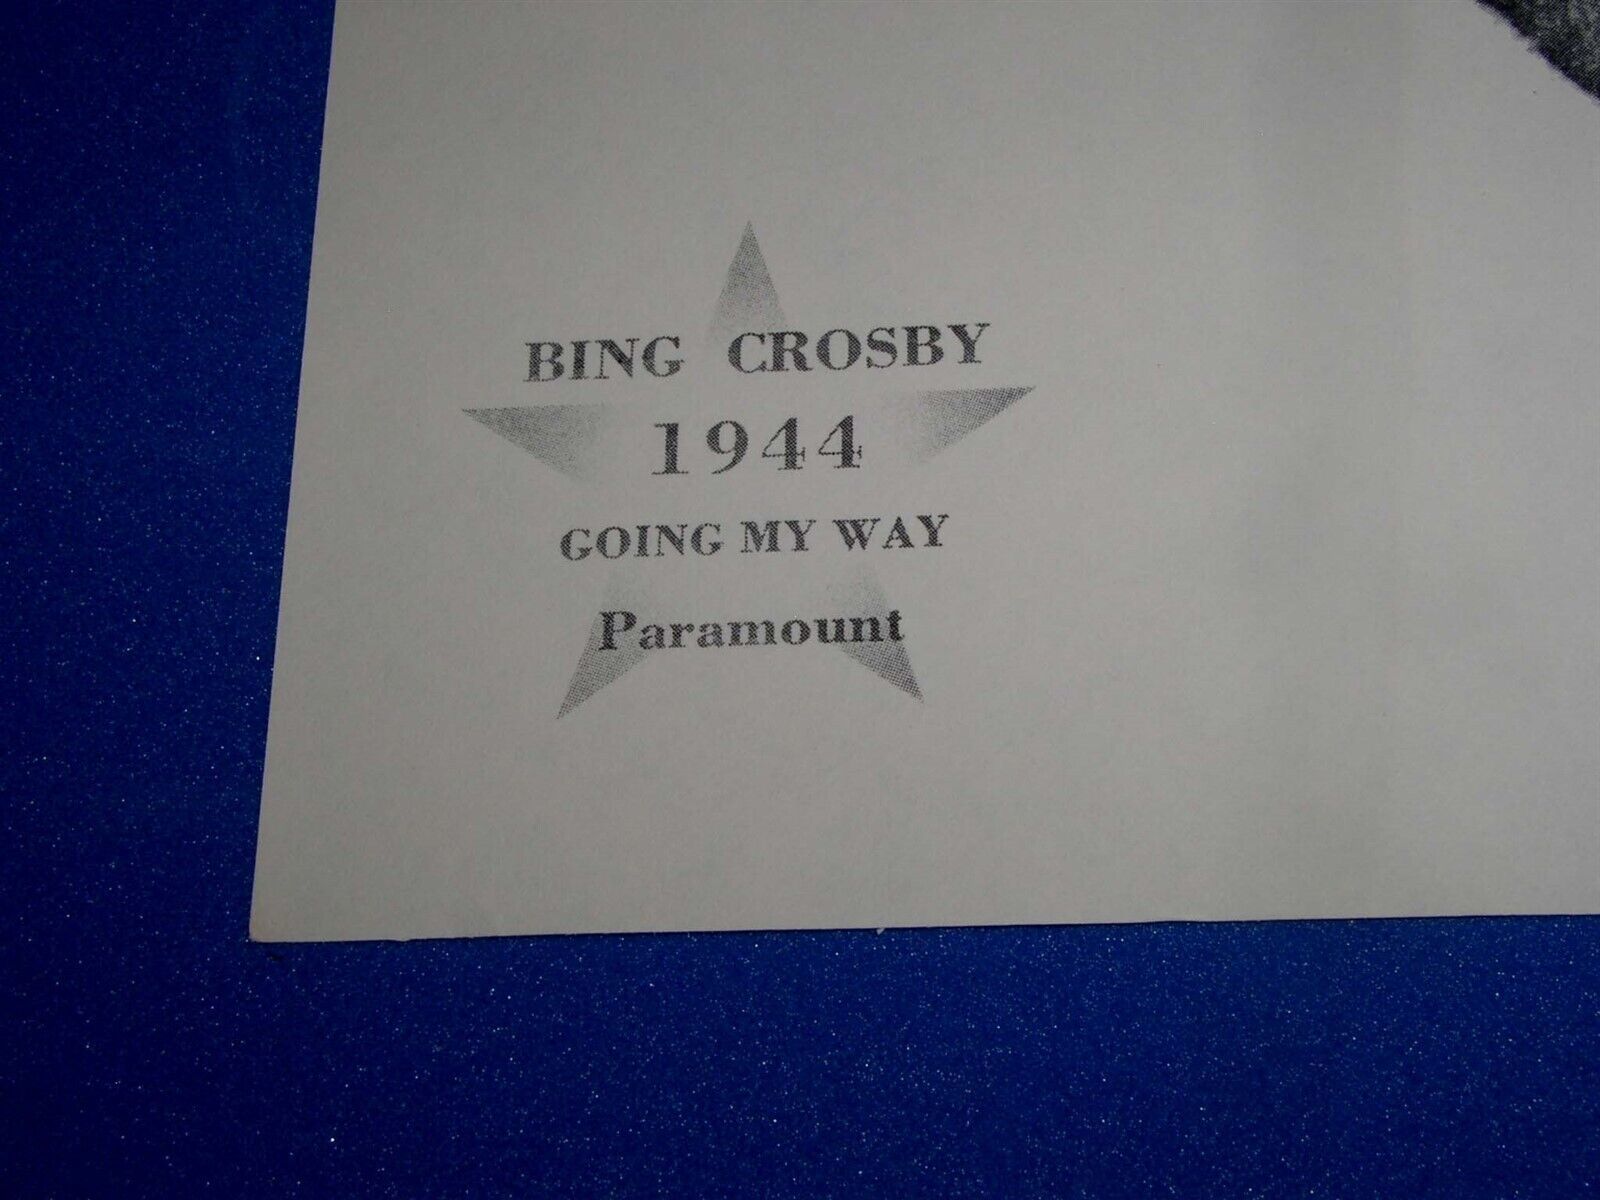 BING CROSBY
1944
GOING MY WAY
Paramount